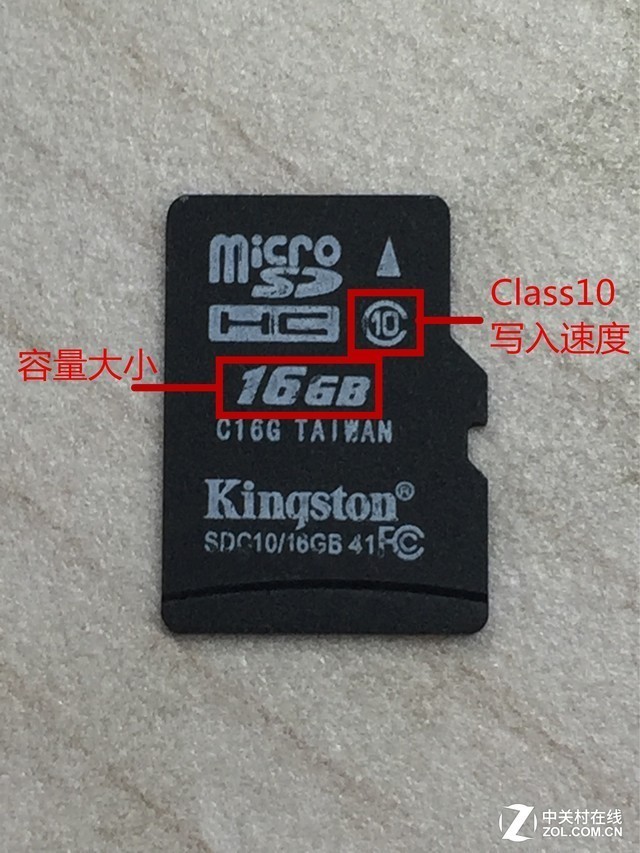 micro
SD
HC
10
Class10
写入速度
容量大小
16GB
C16G TAIWAN
Kingston®
SDC10/16GB 41 FC
中关村在线
ZOL.COM.CN